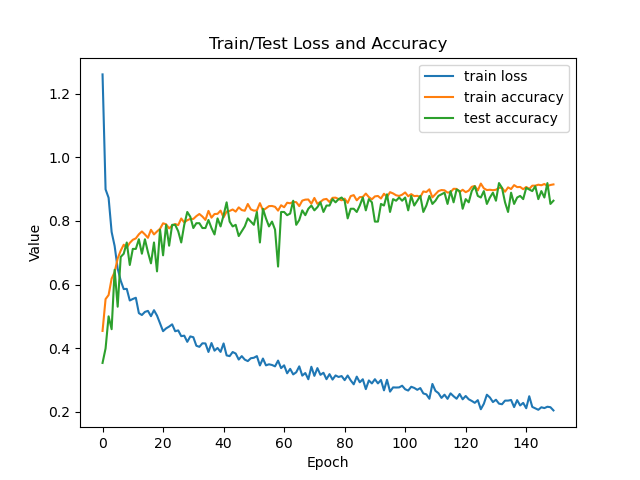 Train/Test Loss and Accuracy
train loss
train accuracy
test accuracy
Value
1.2
1.0
0.8
0.6
0.4
0.2
0 20 40 60 80 100 120 140
Epoch